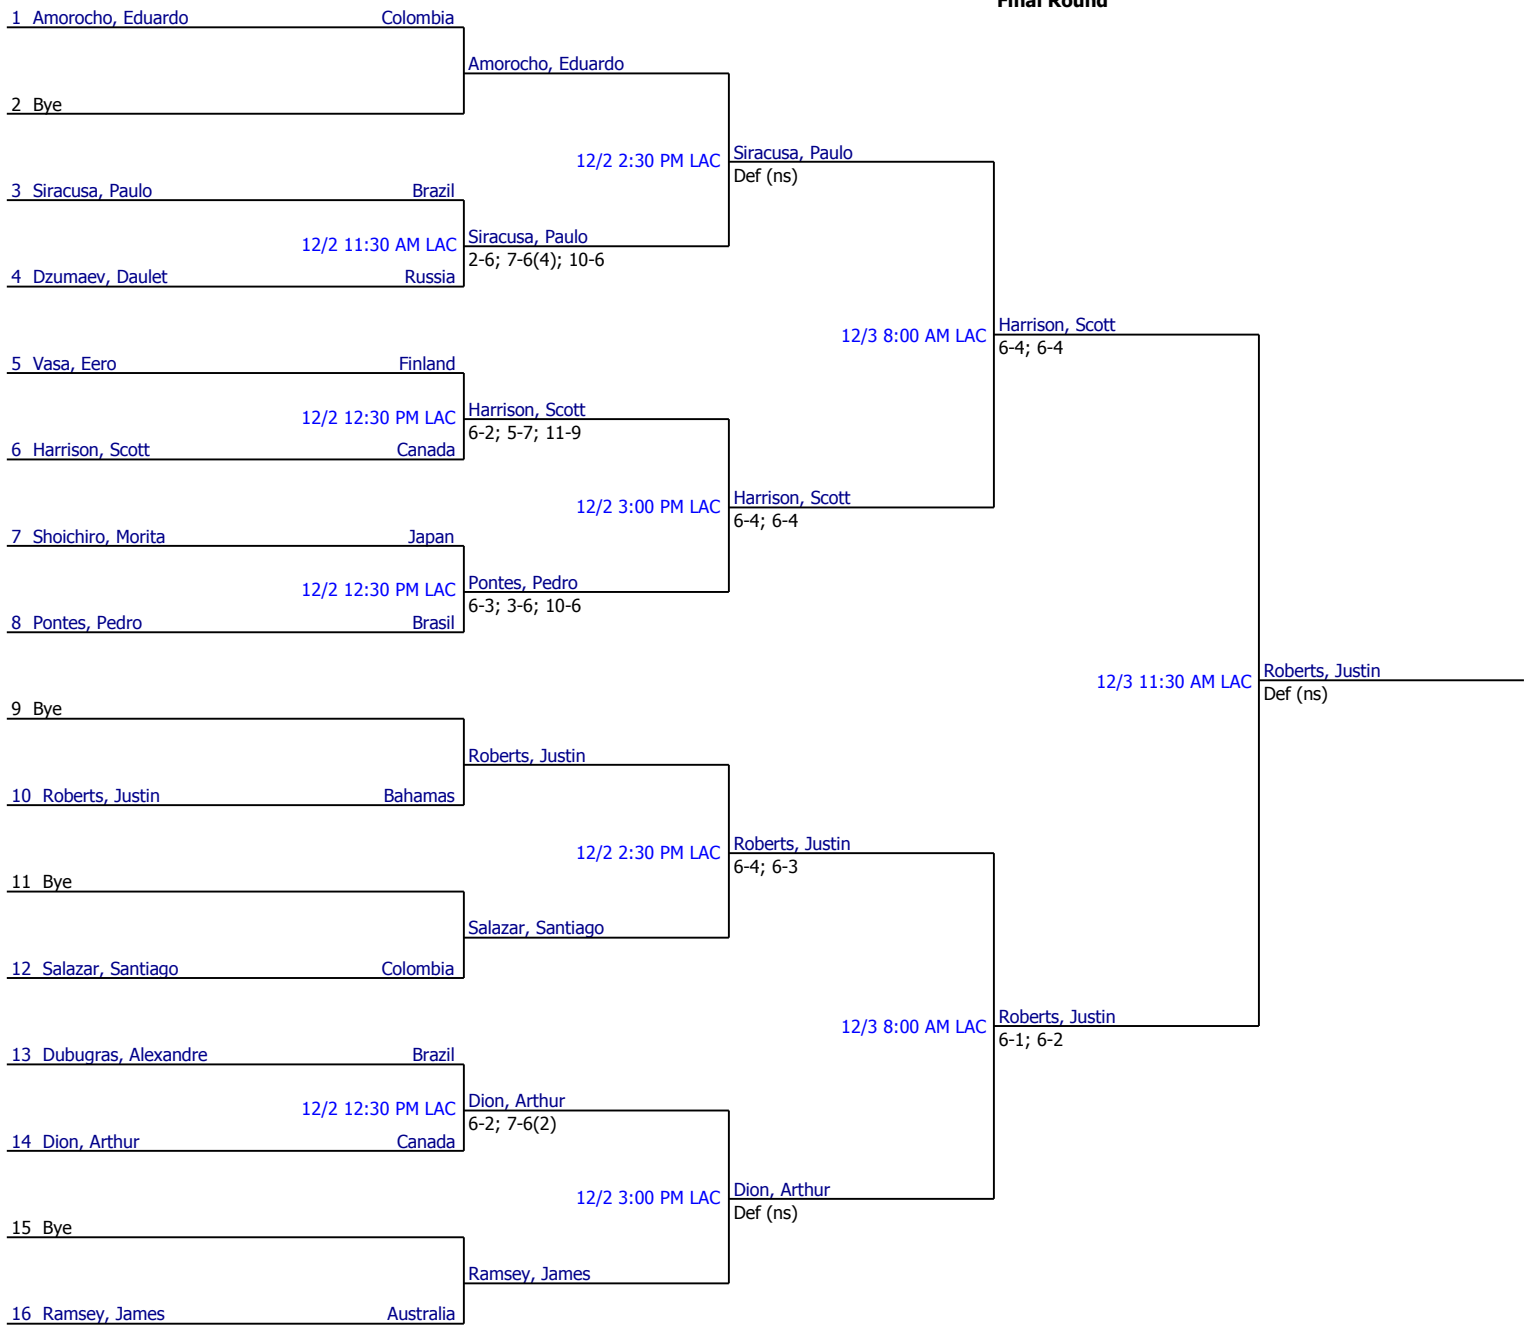 Final Round
1 Amorocho, Eduardo Colombia
Amorocho, Eduardo
2 Bye
12/2 2:30 PM LAC Siracusa, Paulo
Def (ns)
3 Siracusa, Paulo Brazil
12/2 11:30 AM LAC Siracusa, Paulo
2-6; 7-6(4); 10-6
4 Dzumaev, Daulet Russia
12/3 8:00 AM LAC Harrison, Scott
6-4; 6-4
5 Vasa, Eero Finland
12/2 12:30 PM LAC Harrison, Scott
6-2; 5-7; 11-9
6 Harrison, Scott Canada
12/2 3:00 PM LAC Harrison, Scott
6-4; 6-4
7 Shoichiro, Morita Japan
12/2 12:30 PM LAC Pontes, Pedro
6-3; 3-6; 10-6
8 Pontes, Pedro Brasil
12/3 11:30 AM LAC Roberts, Justin
Def (ns)
9 Bye
Roberts, Justin
10 Roberts, Justin Bahamas
12/2 2:30 PM LAC Roberts, Justin
6-4; 6-3
11 Bye
Salazar, Santiago
12 Salazar, Santiago Colombia
12/3 8:00 AM LAC Roberts, Justin
6-1; 6-2
13 Dubugras, Alexandre Brazil
12/2 12:30 PM LAC Dion, Arthur
6-2; 7-6(2)
14 Dion, Arthur Canada
12/2 3:00 PM LAC Dion, Arthur
Def (ns)
15 Bye
Ramsey, James
16 Ramsey, James Australia